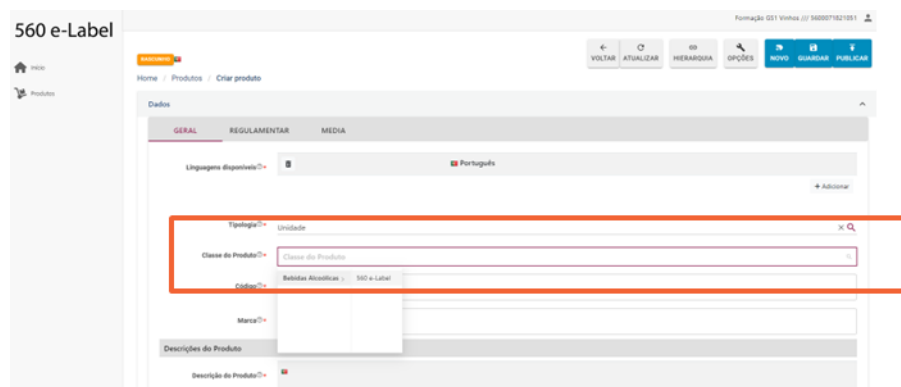 Formação GS1 Vinhos /// 5600071021051
560 e-Label
Início
Produtos
RASCUNHO
VOLTAR ATUALIZAR HIERARQUIA OPÇÕES NOVO GUARDAR PUBLICAR
Home / Produtos / Criar produto
Dados
GERAL REGULAMENTAR MEDIA
Linguagens disponíveis
Português
+ Adicionar
Tipologia
Unidade
Classe do Produto
Classe do Produto
Bebidas Alcoólicas > 560 e-Label
Código
Marca
Descrições do Produto
Descrição do Produto